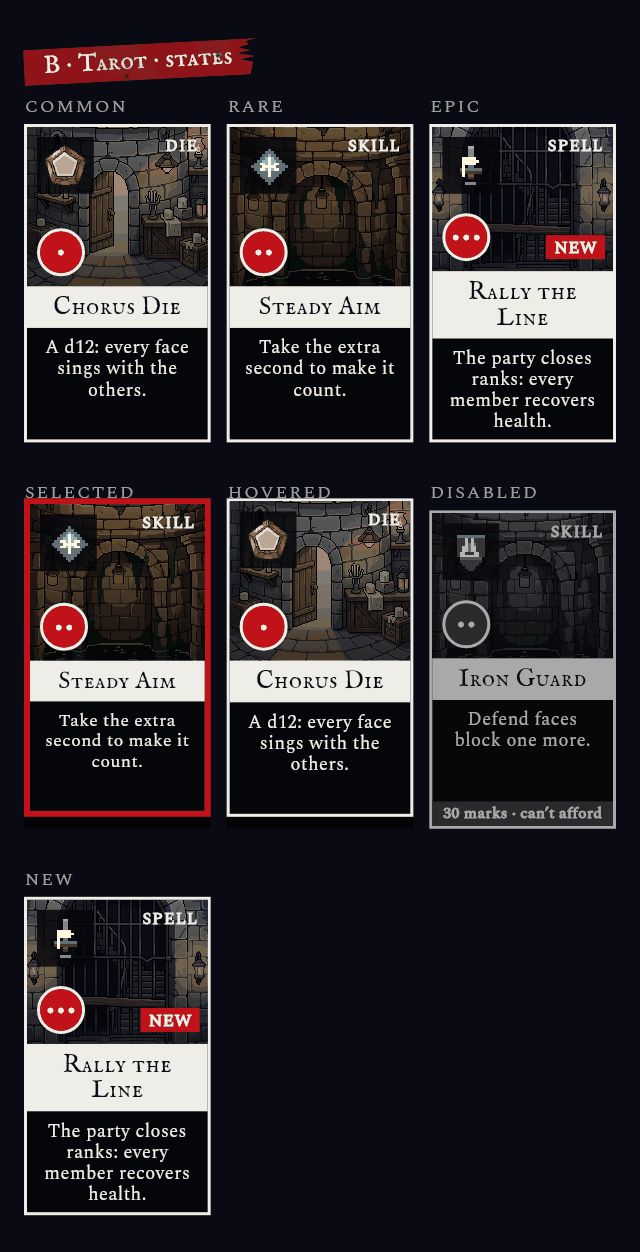 B · Tarot · states
COMMON
RARE
EPIC
DIE
Chorus Die
A d12: every face
sings with the
others.
SKILL
Steady Aim
Take the extra
second to make it
count.
SPELL
NEW
Rally the
Line
The party closes
ranks: every
member recovers
health.
SELECTED
HOVERED
DISABLED
SKILL
Steady Aim
Take the extra
second to make it
count.
DIE
Chorus Die
A d12: every face
sings with the
others.
SKILL
Iron Guard
Defend faces
block one more.
30 marks · can't afford
NEW
SPELL
NEW
Rally the
Line
The party closes
ranks: every
member recovers
health.